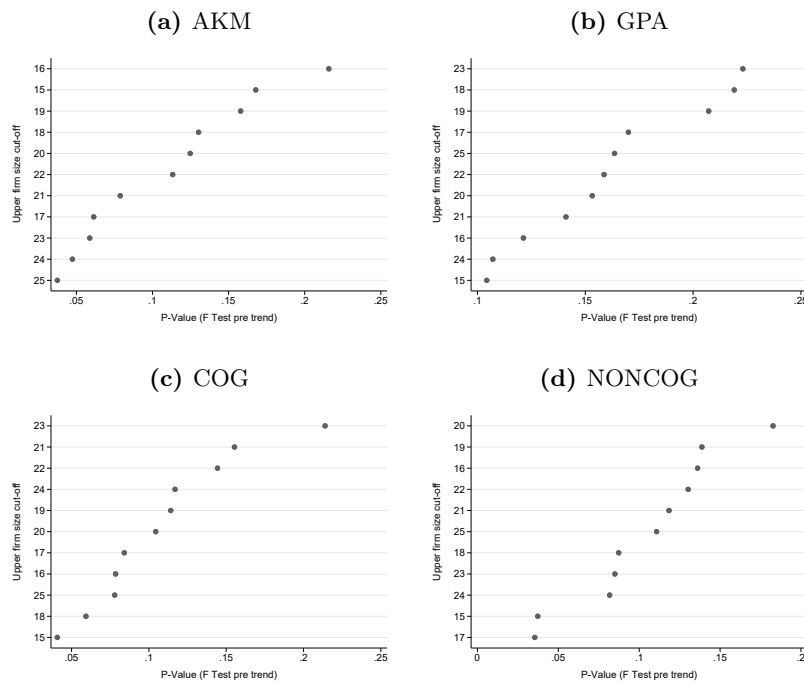 (a) AKM
Upper firm size cut-off
16
15
19
18
20
22
21
17
23
24
25
.05 .1 .15 .2 .25
P-Value (F Test pre trend)
(b) GPA
Upper firm size cut-off
23
18
19
17
25
22
20
21
16
24
15
.1 .15 .2 .25
P-Value (F Test pre trend)
(c) COG
Upper firm size cut-off
23
21
22
24
19
20
17
16
25
18
15
.05 .1 .15 .2 .25
P-Value (F Test pre trend)
(d) NONCOG
Upper firm size cut-off
20
19
16
22
21
25
18
23
24
15
17
0 .05 .1 .15 .2
P-Value (F Test pre trend)